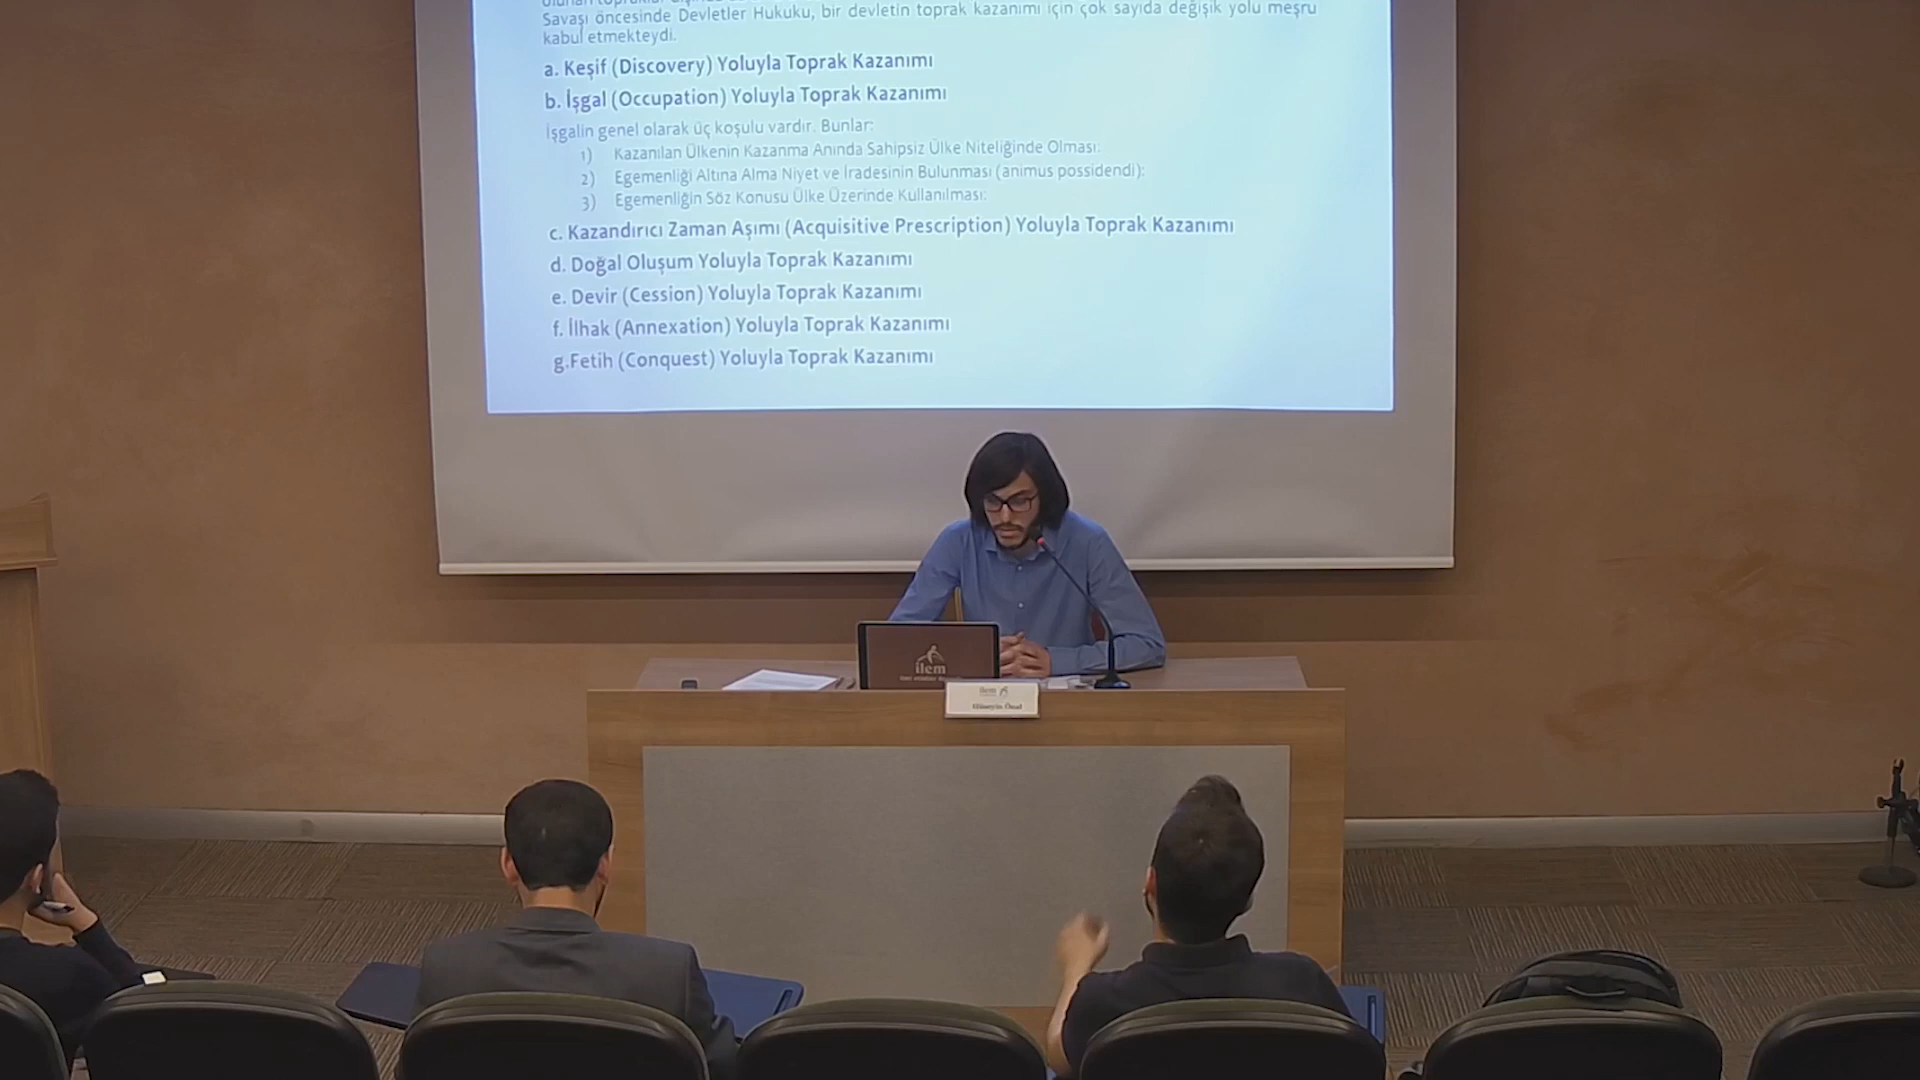 Savaşı öncesinde Devletler Hukuku, bir devletin toprak kazanımı için çok sayıda değişik yolu meşru
kabul etmekteydi.
a. Keşif (Discovery) Yoluyla Toprak Kazanımı
b. İşgal (Occupation) Yoluyla Toprak Kazanımı
İşgalin genel olarak üç koşulu vardır. Bunlar:
1) Kazanılan Ülkenin Kazanma Anında Sahipsiz Ülke Niteliğinde Olması:
2) Egemenliği Altına Alma Niyet ve İradesinin Bulunması (animus possidendi):
3) Egemenliğin Söz Konusu Ülke Üzerinde Kullanılması:
c. Kazandırıcı Zaman Aşımı (Acquisitive Prescription) Yoluyla Toprak Kazanımı
d. Doğal Oluşum Yoluyla Toprak Kazanımı
e. Devir (Cession) Yoluyla Toprak Kazanımı
f. İlhak (Annexation) Yoluyla Toprak Kazanımı
g.Fetih (Conquest) Yoluyla Toprak Kazanımı
ilem
ilem
Hüseyin Ünal